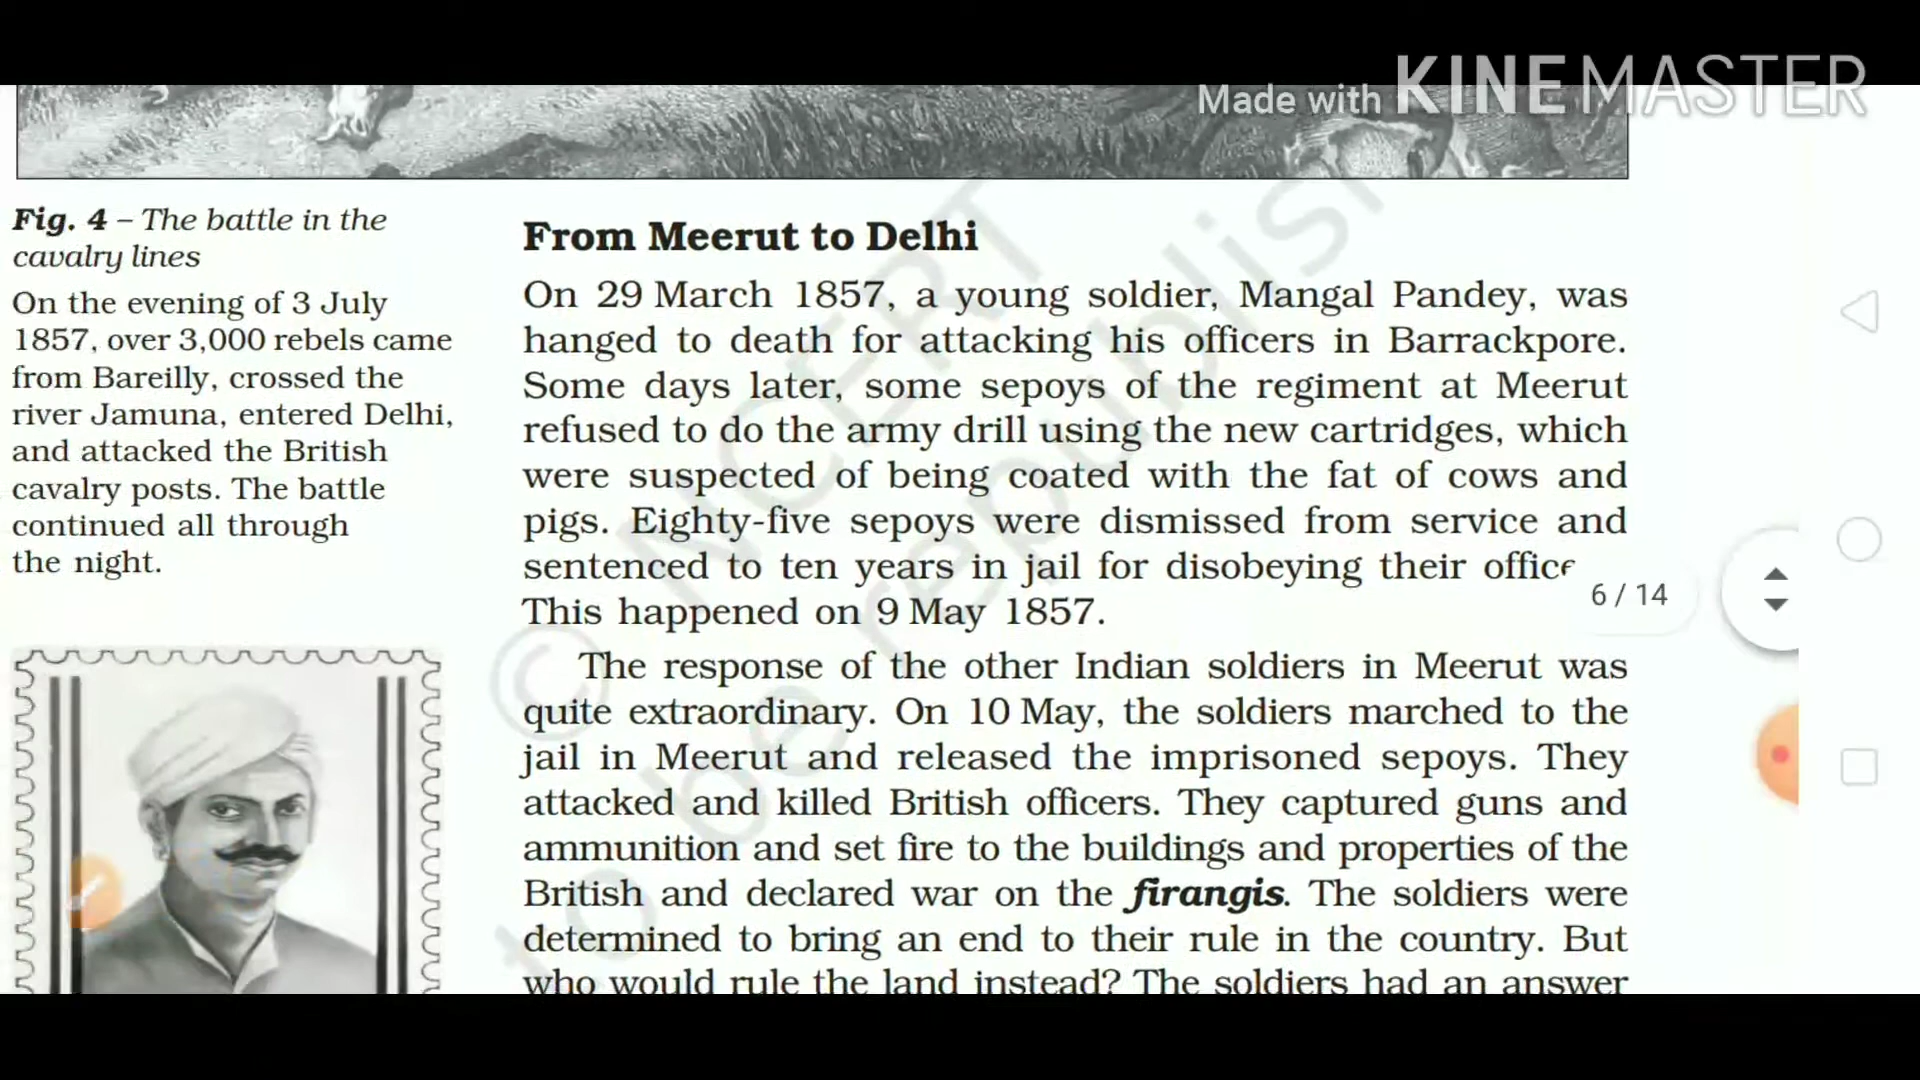 Made with KINEMASTER
Fig. 4 – The battle in the
cavalry lines
On the evening of 3 July
1857, over 3,000 rebels came
from Bareilly, crossed the
river Jamuna, entered Delhi,
and attacked the British
cavalry posts. The battle
continued all through
the night.
From Meerut to Delhi
On 29 March 1857, a young soldier, Mangal Pandey, was
hanged to death for attacking his officers in Barrackpore.
Some days later, some sepoys of the regiment at Meerut
refused to do the army drill using the new cartridges, which
were suspected of being coated with the fat of cows and
pigs. Eighty-five sepoys were dismissed from service and
sentenced to ten years in jail for disobeying their
This happened on 9 May 1857.
6 / 14
The response of the other Indian soldiers in Meerut was
quite extraordinary. On 10 May, the soldiers marched to the
jail in Meerut and released the imprisoned sepoys. They
attacked and killed British officers. They captured guns and
ammunition and set fire to the buildings and properties of the
British and declared war on the firangis. The soldiers were
determined to bring an end to their rule in the country. But
who would rule the land instead? The soldiers had an answer
© NCERT
to be republis